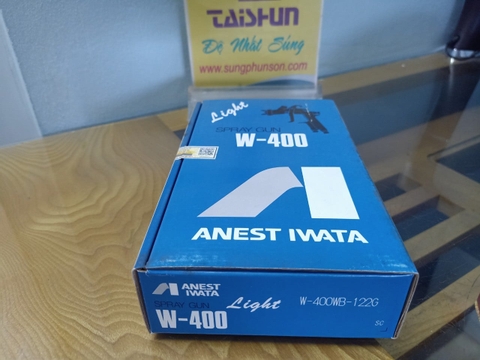 TAISHUN
Đệ Nhất Súng
www.sungphunson.com
Light
SPRAY GUN
W-400
ANEST IWATA
ANEST
IWATA
SPRAY GUN
Light
W-400WB-122G
W-400
SC